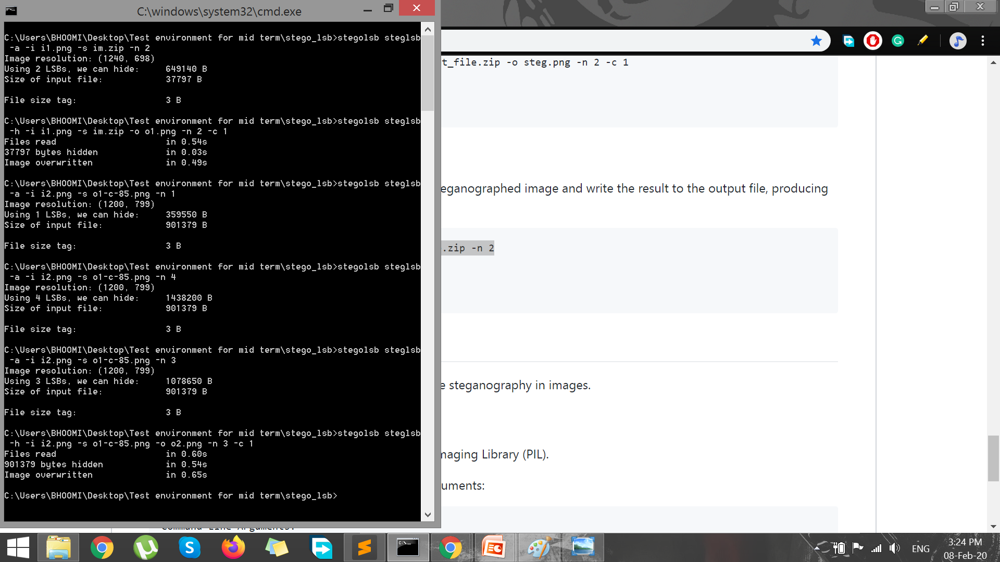 C:\windows\system32\cmd.exe
C:\Users\BHOOMI\Desktop\Test environment for mid term\stego_lsb>stegolsb steglsb
-a -i i1.png -s im.zip -n 2
Image resolution: (1240, 698)
Using 2 LSBs, we can hide: 649140 B
Size of input file: 37797 B
File size tag: 3 B
C:\Users\BHOOMI\Desktop\Test environment for mid term\stego_lsb>stegolsb steglsb
-h -i i1.png -s im.zip -o o1.png -n 2 -c 1
Files read in 0.54s
37797 bytes hidden in 0.03s
Image overwritten in 0.49s
C:\Users\BHOOMI\Desktop\Test environment for mid term\stego_lsb>stegolsb steglsb
-a -i i2.png -s o1-c-85.png -n 1
Image resolution: (1200, 799)
Using 1 LSBs, we can hide: 359550 B
Size of input file: 901379 B
File size tag: 3 B
C:\Users\BHOOMI\Desktop\Test environment for mid term\stego_lsb>stegolsb steglsb
-a -i i2.png -s o1-c-85.png -n 4
Image resolution: (1200, 799)
Using 4 LSBs, we can hide: 1438200 B
Size of input file: 901379 B
File size tag: 3 B
C:\Users\BHOOMI\Desktop\Test environment for mid term\stego_lsb>stegolsb steglsb
-a -i i2.png -s o1-c-85.png -n 3
Image resolution: (1200, 799)
Using 3 LSBs, we can hide: 1078650 B
Size of input file: 901379 B
File size tag: 3 B
C:\Users\BHOOMI\Desktop\Test environment for mid term\stego_lsb>stegolsb steglsb
-h -i i2.png -s o1-c-85.png -o o2.png -n 3 -c 1
Files read in 0.60s
901379 bytes hidden in 0.54s
Image overwritten in 0.65s
C:\Users\BHOOMI\Desktop\Test environment for mid term\stego_lsb>
t_file.zip -o steg.png -n 2 -c 1
eganographed image and write the result to the output file, producing
.zip -n 2
e steganography in images.
maging Library (PIL).
uments:
Command Line Arguments:
ENG
3:24 PM
08-Feb-20